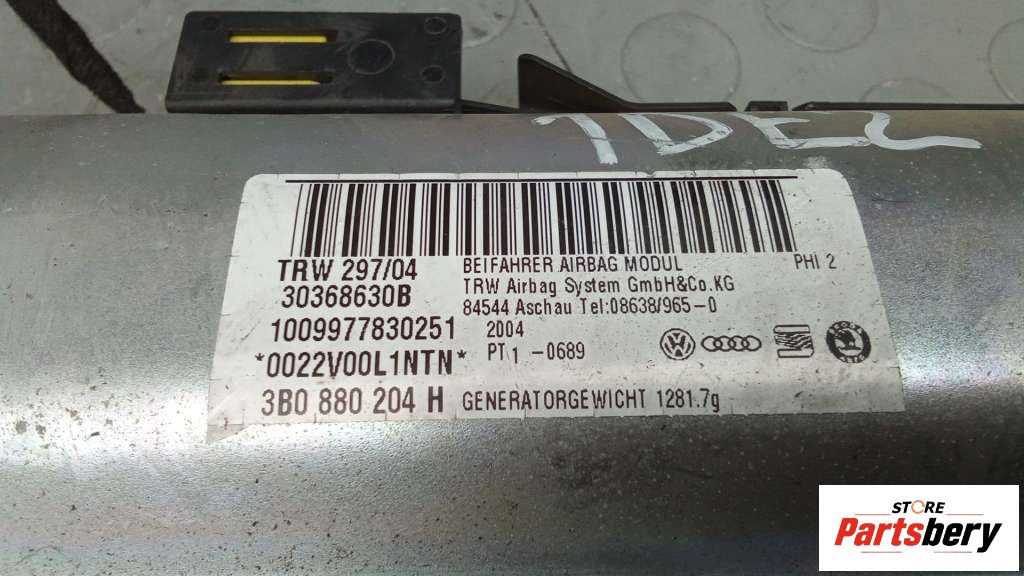 1DEL
TRW 297/04
BEIFAHRER AIRBAG MODUL
PHI 2
30368630B
TRW Airbag System GmbH&Co.KG
84544 Aschau Tel:08638/965-0
1009977830251
2004
*0022V00L1NTN*
PT 1 -0689
3B0 880 204 H
GENERATORGEWICHT 1281.7g
STORE
Partsbery